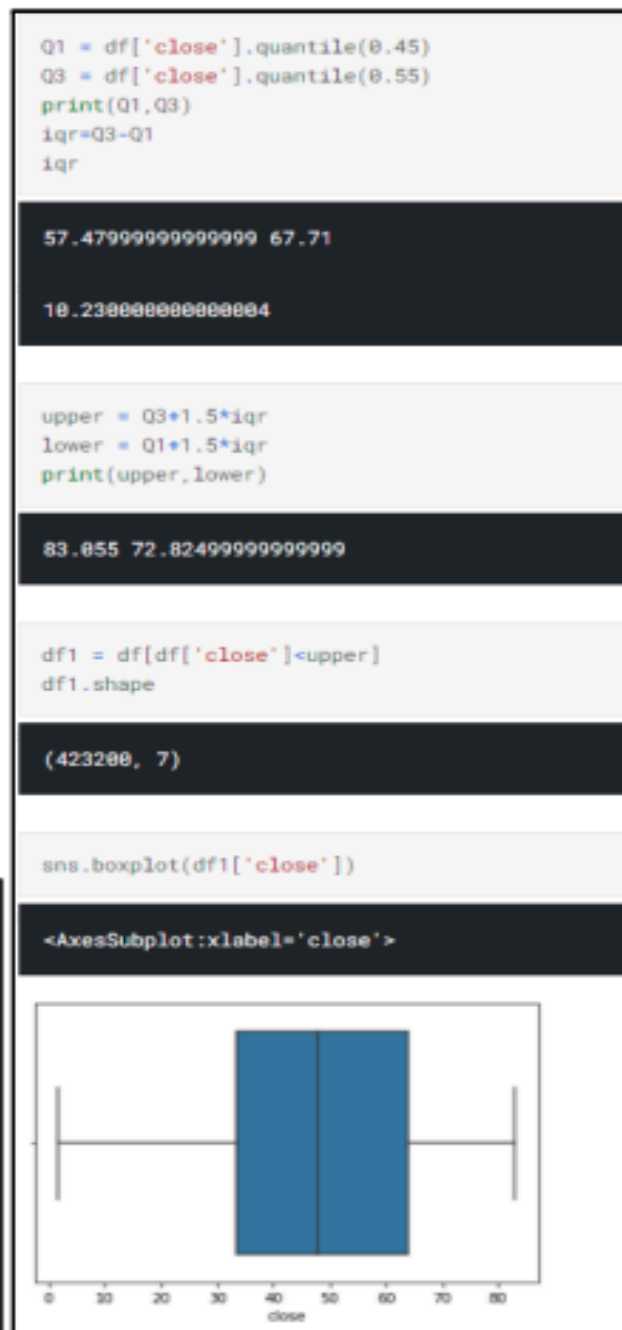 Q1 = df['close'].quantile(0.45)
Q3 = df['close'].quantile(0.55)
print(Q1,Q3)
iqr=Q3-Q1
iqr
57.47999999999999 67.71
10.230000000000004
upper = Q3+1.5*iqr
lower = Q1+1.5*iqr
print(upper,lower)
83.055 72.82499999999999
df1 = df[df['close']<upper]
df1.shape
(423200, 7)
sns.boxplot(df1['close'])
<AxesSubplot:xlabel='close'>
0 10 20 30 40 50 60 70 80
close